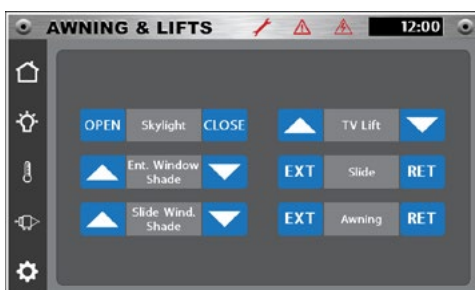 AWNING & LIFTS 12:00
OPEN Skylight CLOSE
TV Lift
Ent. Window
Shade
EXT Slide RET
Slide Wind.
Shade
EXT Awning RET